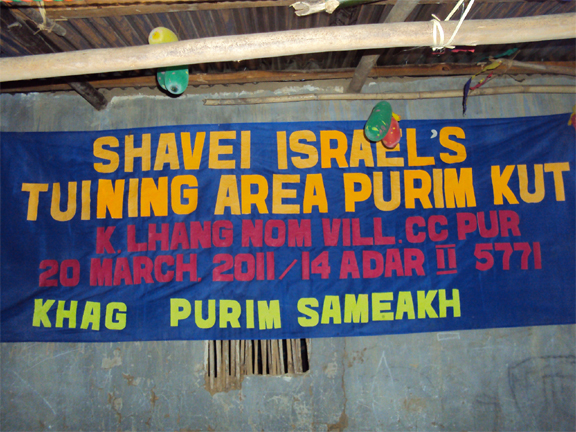 SHAVEI ISRAEL'S
TUINING AREA PURIM KUT
K. LHANG NOM VILL. CC PUR
20 MARCH. 2011/14 ADAR II 5771
KHAG PURIM SAMEAKH